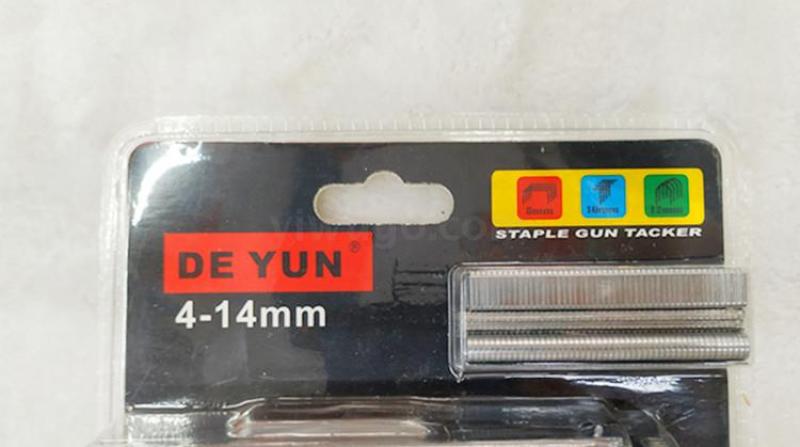 DE YUN®
4-14mm
STAPLE GUN TACKER